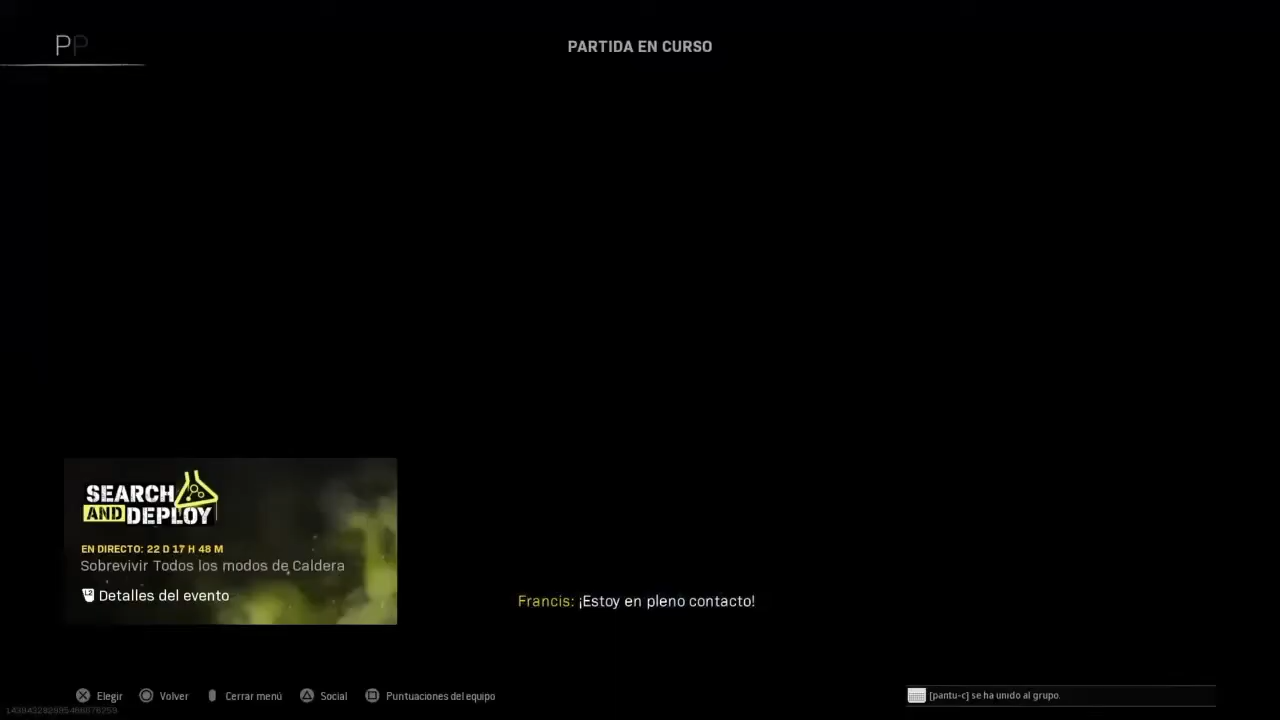 PP
PARTIDA EN CURSO
SEARCH
AND DEPLOY
EN DIRECTO: 22 D 17 H 48 M
Sobrevivir Todos los modos de Caldera
L2 Detalles del evento
Francis: ¡Estoy en pleno contacto!
Elegir Volver Cerrar menú Social Puntuaciones del equipo
[pantu-c] se ha unido al grupo.